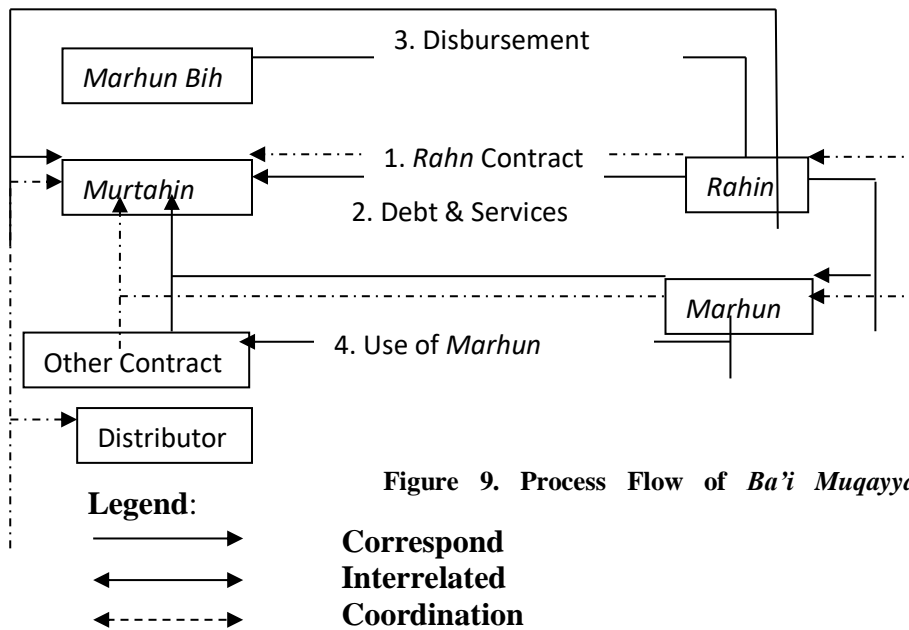 3. Disbursement
Marhun Bih
1. Rahn Contract
Murtahin
Rahin
2. Debt & Services
Marhun
4. Use of Marhun
Other Contract
Distributor
Figure 9. Process Flow of Ba’i
Legend:
Correspond
Interrelated
Coordination